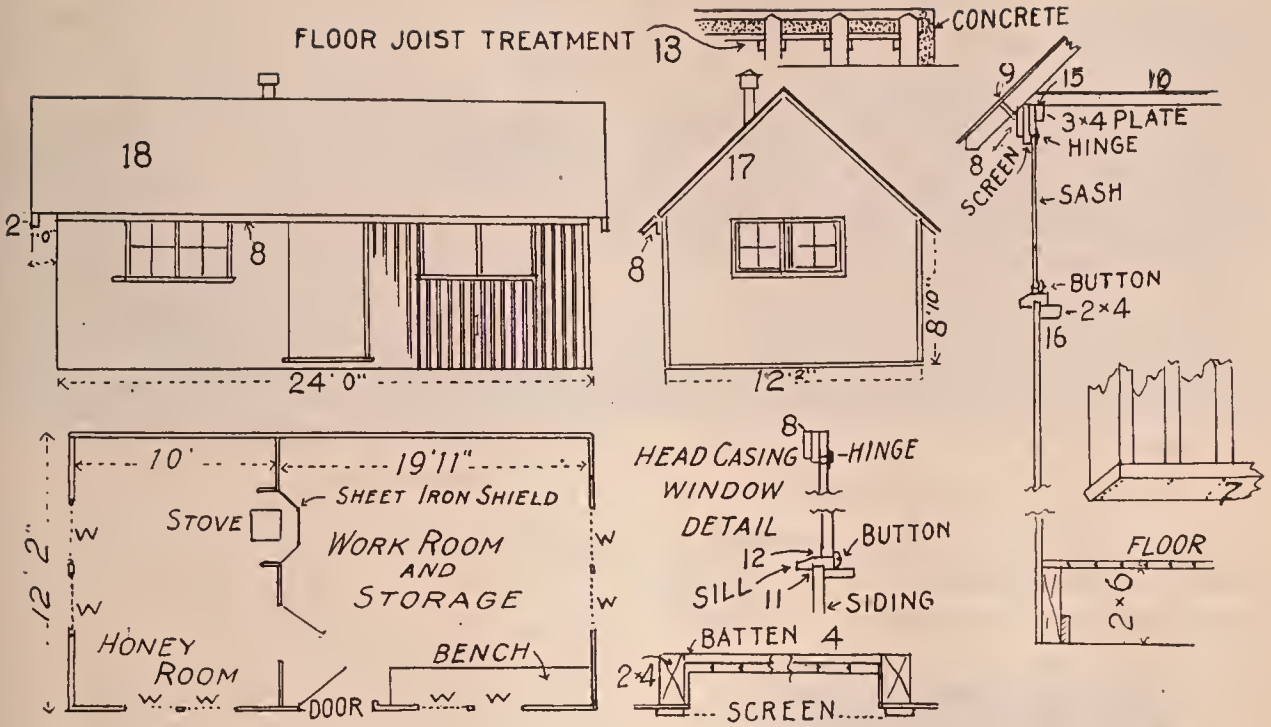 FLOOR JOIST TREATMENT 13
CONCRETE
18
2
1'0"
8
24'0"
17
8
8'10"
12'2"
9
15
10
3×4 PLATE
HINGE
8
SCREEN
SASH
BUTTON
2×4
16
7
FLOOR
2×6
10'
19'11"
SHEET IRON SHIELD
STOVE
WORK ROOM
AND
STORAGE
12'2"
W
W
W
W
HONEY
ROOM
BENCH
W W
DOOR
W W
8
HEAD CASING
HINGE
WINDOW
DETAIL
12
BUTTON
SILL
11
SIDING
BATTEN 4
2×4
SCREEN